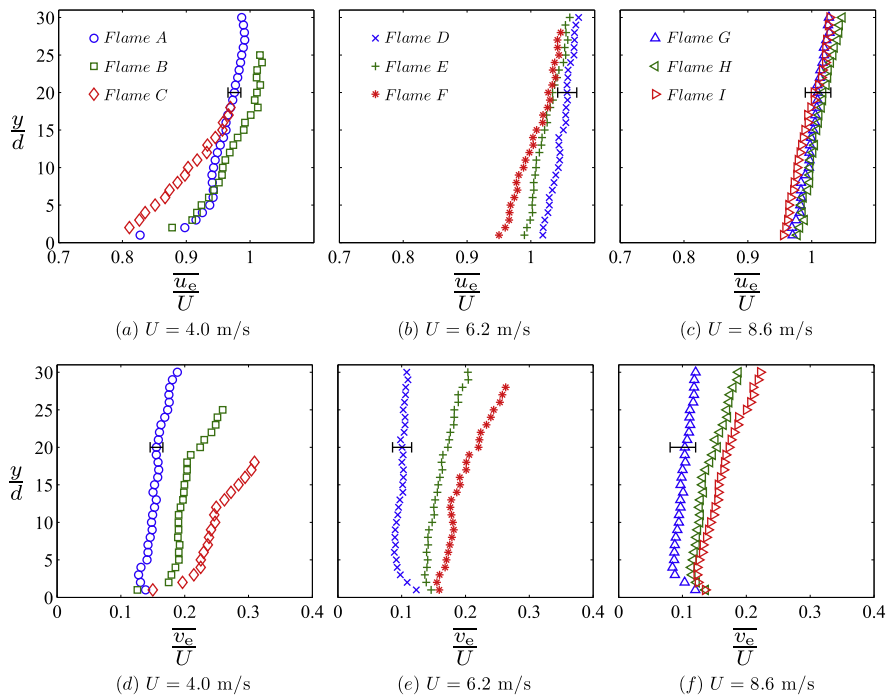 30
25
20
15
10
5
0
y/d
Flame A
Flame B
Flame C
0.7 0.8 0.9 1
u_e/U
(a) U = 4.0 m/s
Flame D
Flame E
Flame F
0.7 0.8 0.9 1
u_e/U
(b) U = 6.2 m/s
Flame G
Flame H
Flame I
0.7 0.8 0.9 1
u_e/U
(c) U = 8.6 m/s
30
25
20
15
10
5
0
y/d
0 0.1 0.2 0.3 0.4
v_e/U
(d) U = 4.0 m/s
0 0.1 0.2 0.3 0.4
v_e/U
(e) U = 6.2 m/s
0 0.1 0.2 0.3 0.4
v_e/U
(f) U = 8.6 m/s